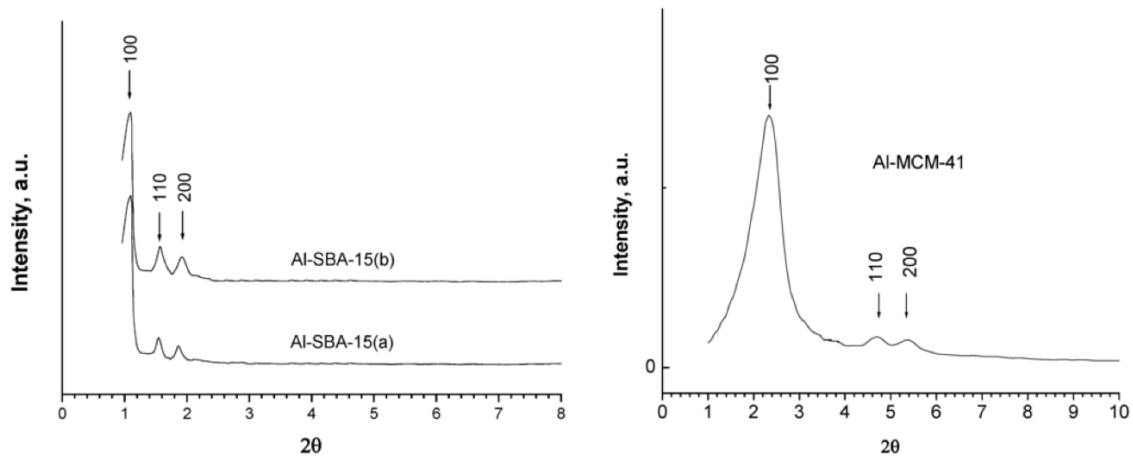 Intensity, a.u.
100
110
200
Al-SBA-15(b)
Al-SBA-15(a)
0 1 2 3 4 5 6 7 8
2θ
Intensity, a.u.
100
Al-MCM-41
110
200
0
0 1 2 3 4 5 6 7 8 9 10
2θ